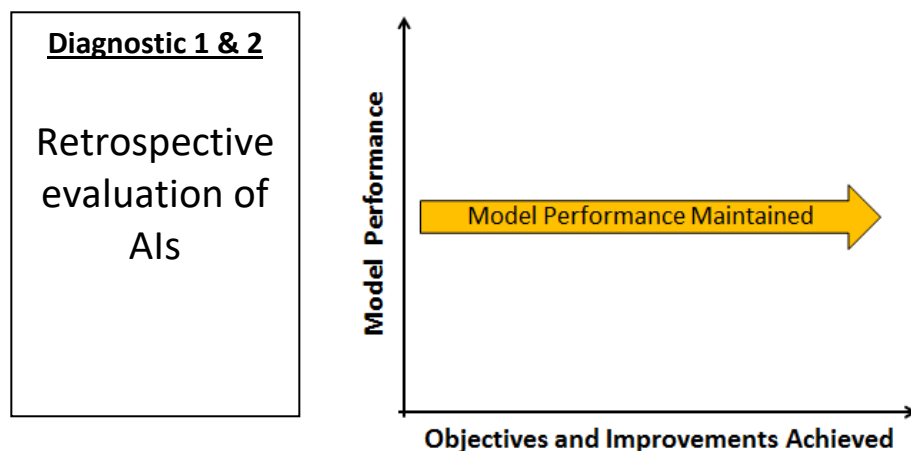 Diagnostic 1 & 2
Retrospective
evaluation of
AIs
Model Performance
Model Performance Maintained
Objectives and Improvements Achieved